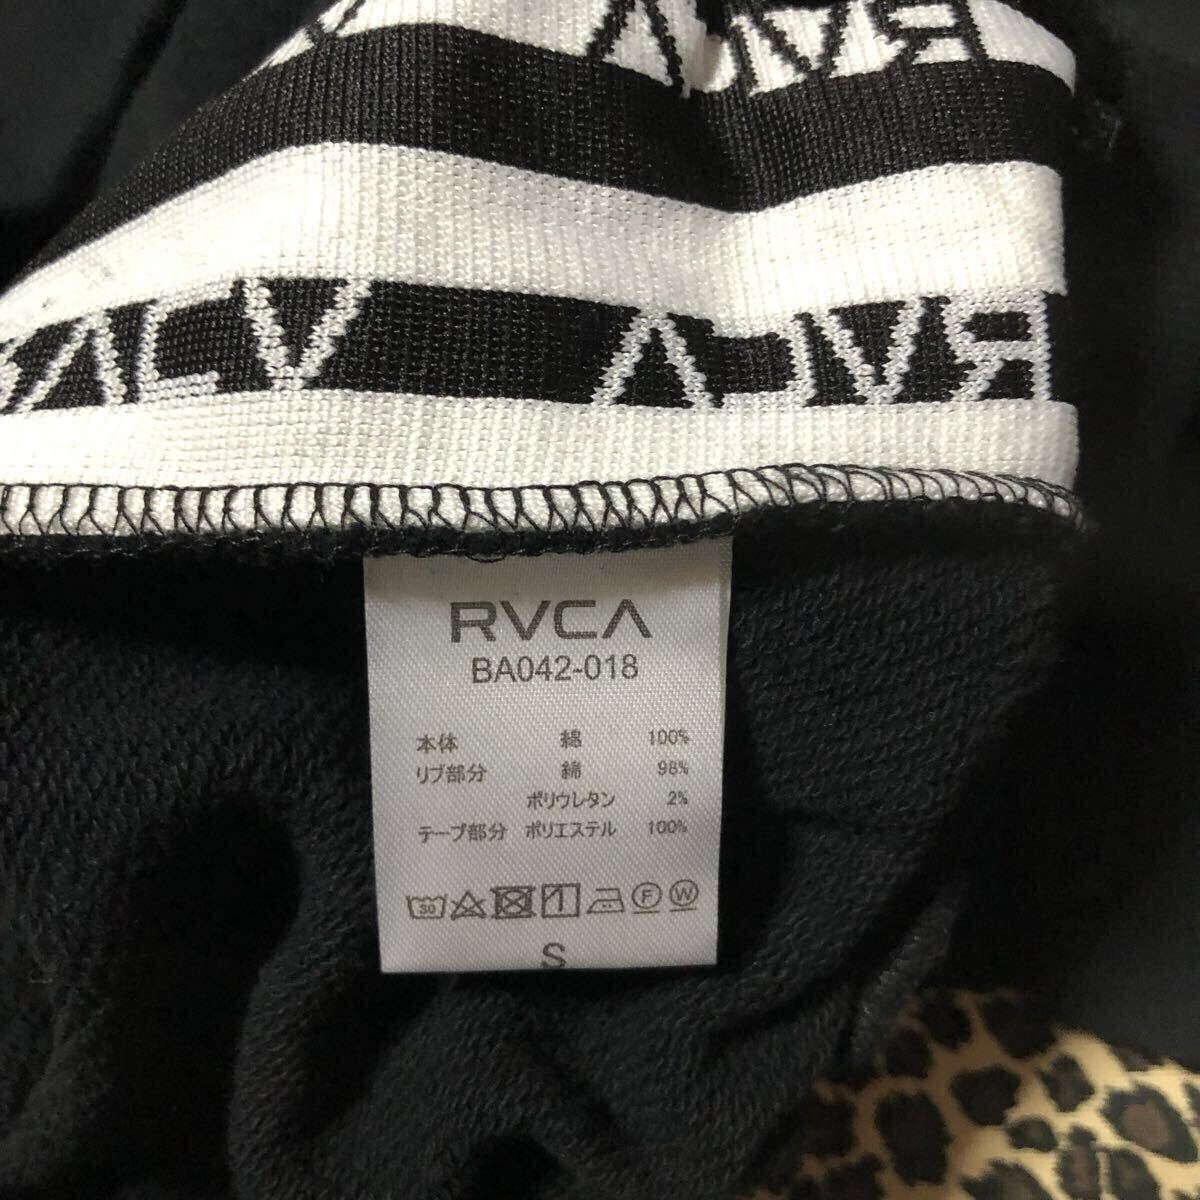 RVCA
BA042-018
本体 綿 100%
リブ部分 綿 98%
ポリウレタン 2%
テープ部分 ポリエステル 100%
30 F W
S